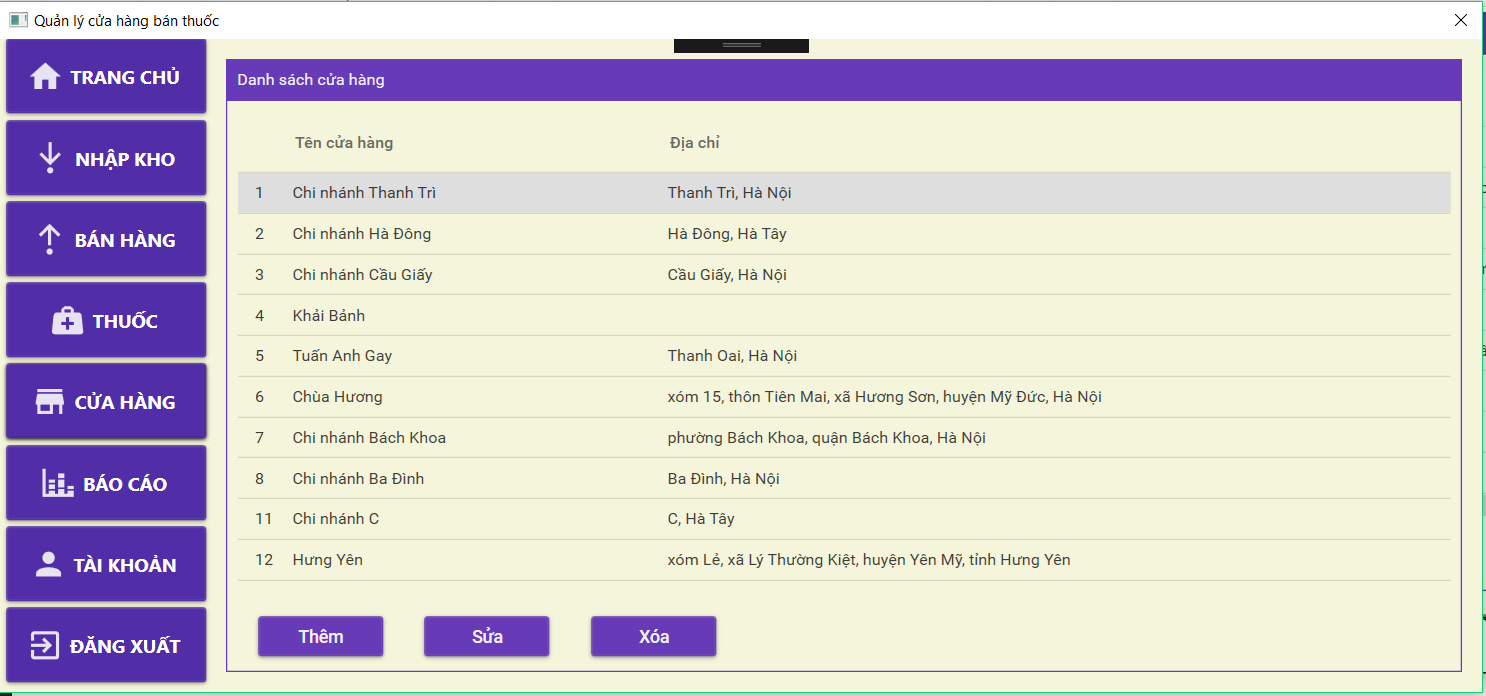 Quản lý cửa hàng bán thuốc
TRANG CHỦ
NHẬP KHO
BÁN HÀNG
THUỐC
CỬA HÀNG
BÁO CÁO
TÀI KHOẢN
ĐĂNG XUẤT
Danh sách cửa hàng
Tên cửa hàng Địa chỉ
1 Chi nhánh Thanh Trì Thanh Trì, Hà Nội
2 Chi nhánh Hà Đông Hà Đông, Hà Tây
3 Chi nhánh Cầu Giấy Cầu Giấy, Hà Nội
4 Khải Bảnh
5 Tuấn Anh Gay Thanh Oai, Hà Nội
6 Chùa Hương xóm 15, thôn Tiên Mai, xã Hương Sơn, huyện Mỹ Đức, Hà Nội
7 Chi nhánh Bách Khoa phường Bách Khoa, quận Bách Khoa, Hà Nội
8 Chi nhánh Ba Đình Ba Đình, Hà Nội
11 Chi nhánh C C, Hà Tây
12 Hưng Yên xóm Lẻ, xã Lý Thường Kiệt, huyện Yên Mỹ, tỉnh Hưng Yên
Thêm Sửa Xóa